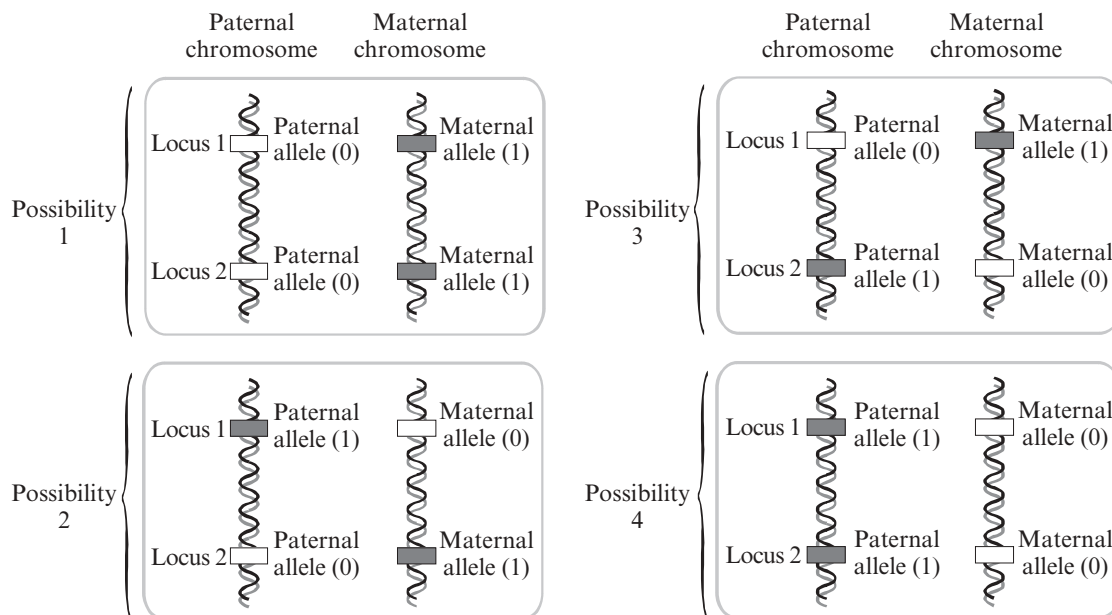 Paternal
chromosome
Maternal
chromosome
Possibility
1
Locus 1
Paternal
allele (0)
Maternal
allele (1)
Locus 2
Paternal
allele (0)
Maternal
allele (1)
Possibility
2
Locus 1
Paternal
allele (1)
Maternal
allele (0)
Locus 2
Paternal
allele (0)
Maternal
allele (1)
Paternal
chromosome
Maternal
chromosome
Possibility
3
Locus 1
Paternal
allele (0)
Maternal
allele (1)
Locus 2
Paternal
allele (1)
Maternal
allele (0)
Possibility
4
Locus 1
Paternal
allele (1)
Maternal
allele (0)
Locus 2
Paternal
allele (1)
Maternal
allele (0)